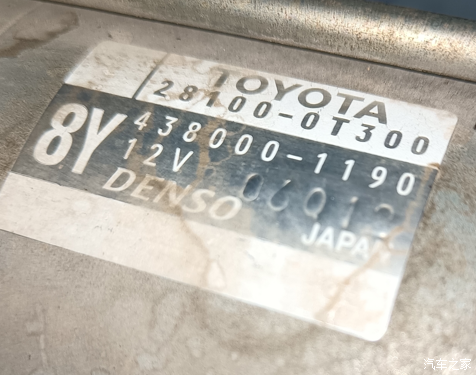 TOYOTA
28100-0T300
8Y
438000-1190
12V
DENSO
JAPAN
汽车之家